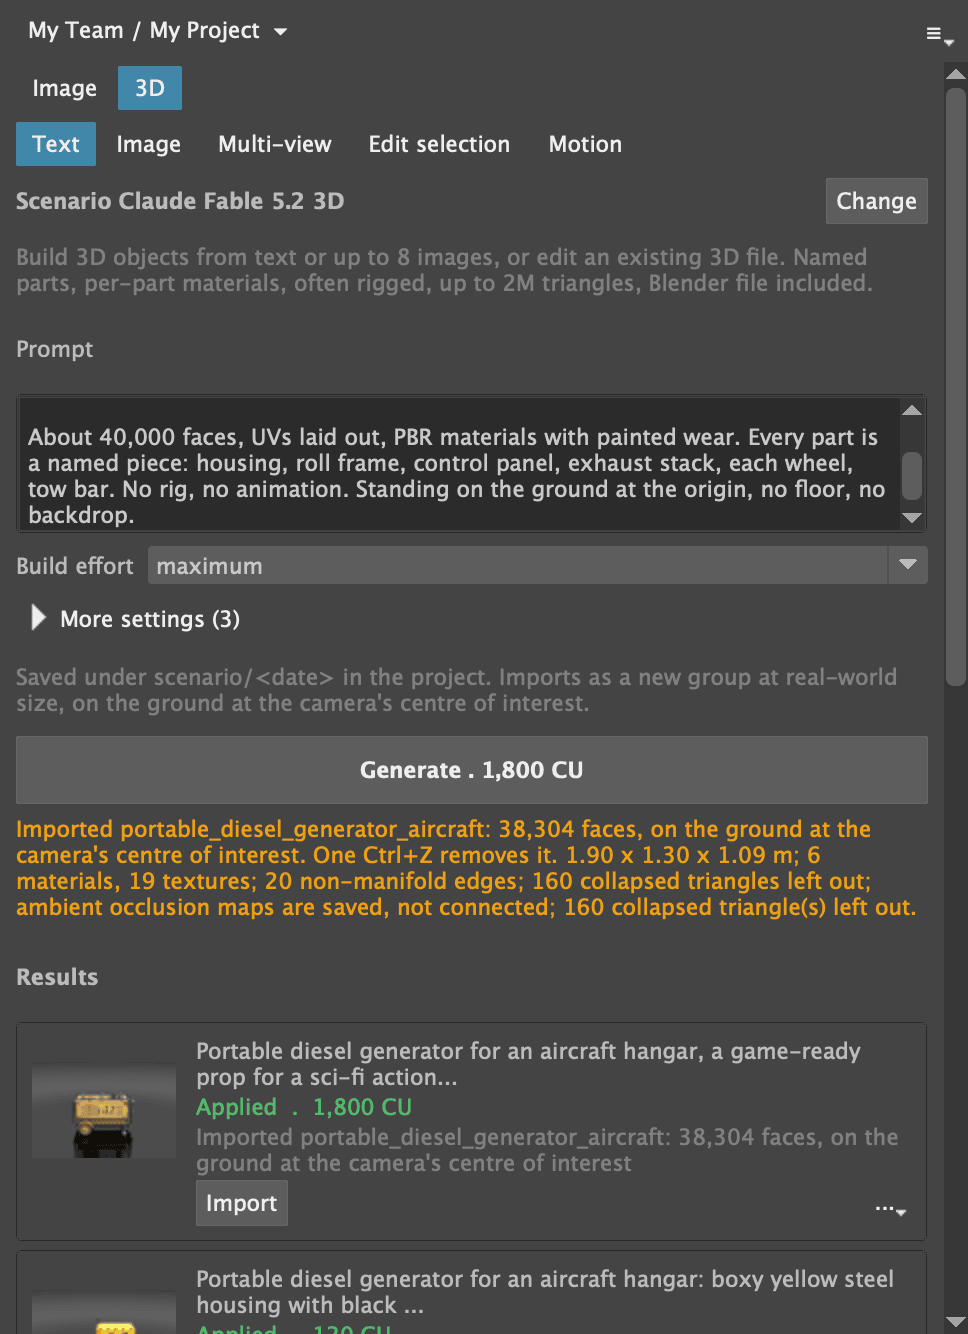 My Team / My Project
Image 3D
Text Image Multi-view Edit selection Motion
Scenario Claude Fable 5.2 3D
Change
Build 3D objects from text or up to 8 images, or edit an existing 3D file. Named
parts, per-part materials, often rigged, up to 2M triangles, Blender file included.
Prompt
About 40,000 faces, UVs laid out, PBR materials with painted wear. Every part is
a named piece: housing, roll frame, control panel, exhaust stack, each wheel,
tow bar. No rig, no animation. Standing on the ground at the origin, no floor, no
backdrop.
Build effort maximum
More settings (3)
Saved under scenario/<date> in the project. Imports as a new group at real-world
size, on the ground at the camera's centre of interest.
Generate . 1,800 CU
Imported portable_diesel_generator_aircraft: 38,304 faces, on the ground at the
camera's centre of interest. One Ctrl+Z removes it. 1.90 x 1.30 x 1.09 m; 6
materials, 19 textures; 20 non-manifold edges; 160 collapsed triangles left out;
ambient occlusion maps are saved, not connected; 160 collapsed triangle(s) left out.
Results
Portable diesel generator for an aircraft hangar, a game-ready
prop for a sci-fi action...
Applied . 1,800 CU
Imported portable_diesel_generator_aircraft: 38,304 faces, on the
ground at the camera's centre of interest
Import
...
Portable diesel generator for an aircraft hangar: boxy yellow steel
housing with black ...
Applied . 120 CU